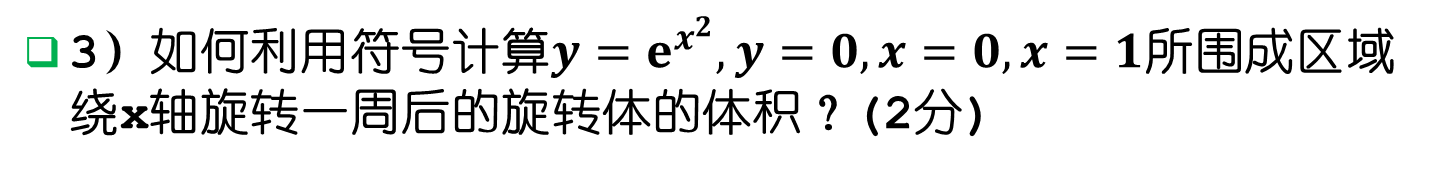 3）如何利用符号计算y = e^{x^2}, y = 0, x = 0, x = 1所围成区域
绕x轴旋转一周后的旋转体的体积？(2分)